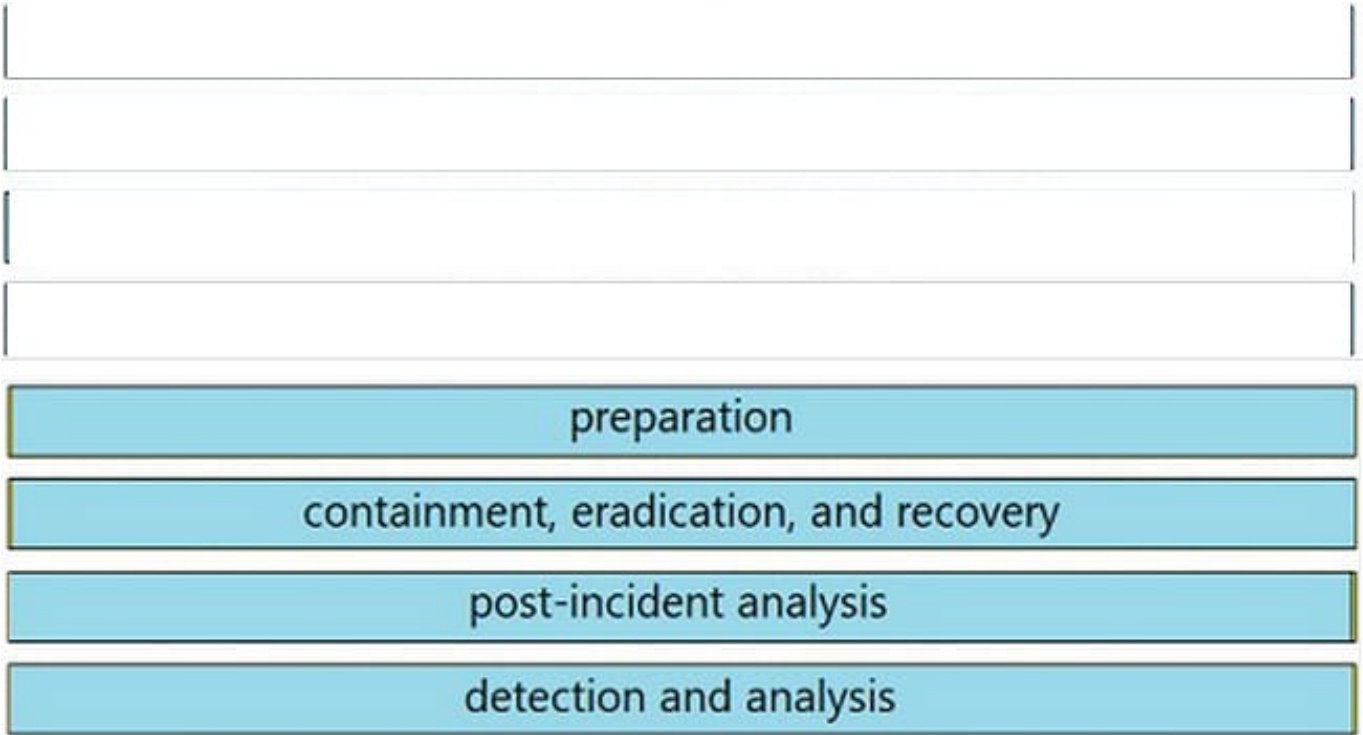 preparation
containment, eradication, and recovery
post-incident analysis
detection and analysis